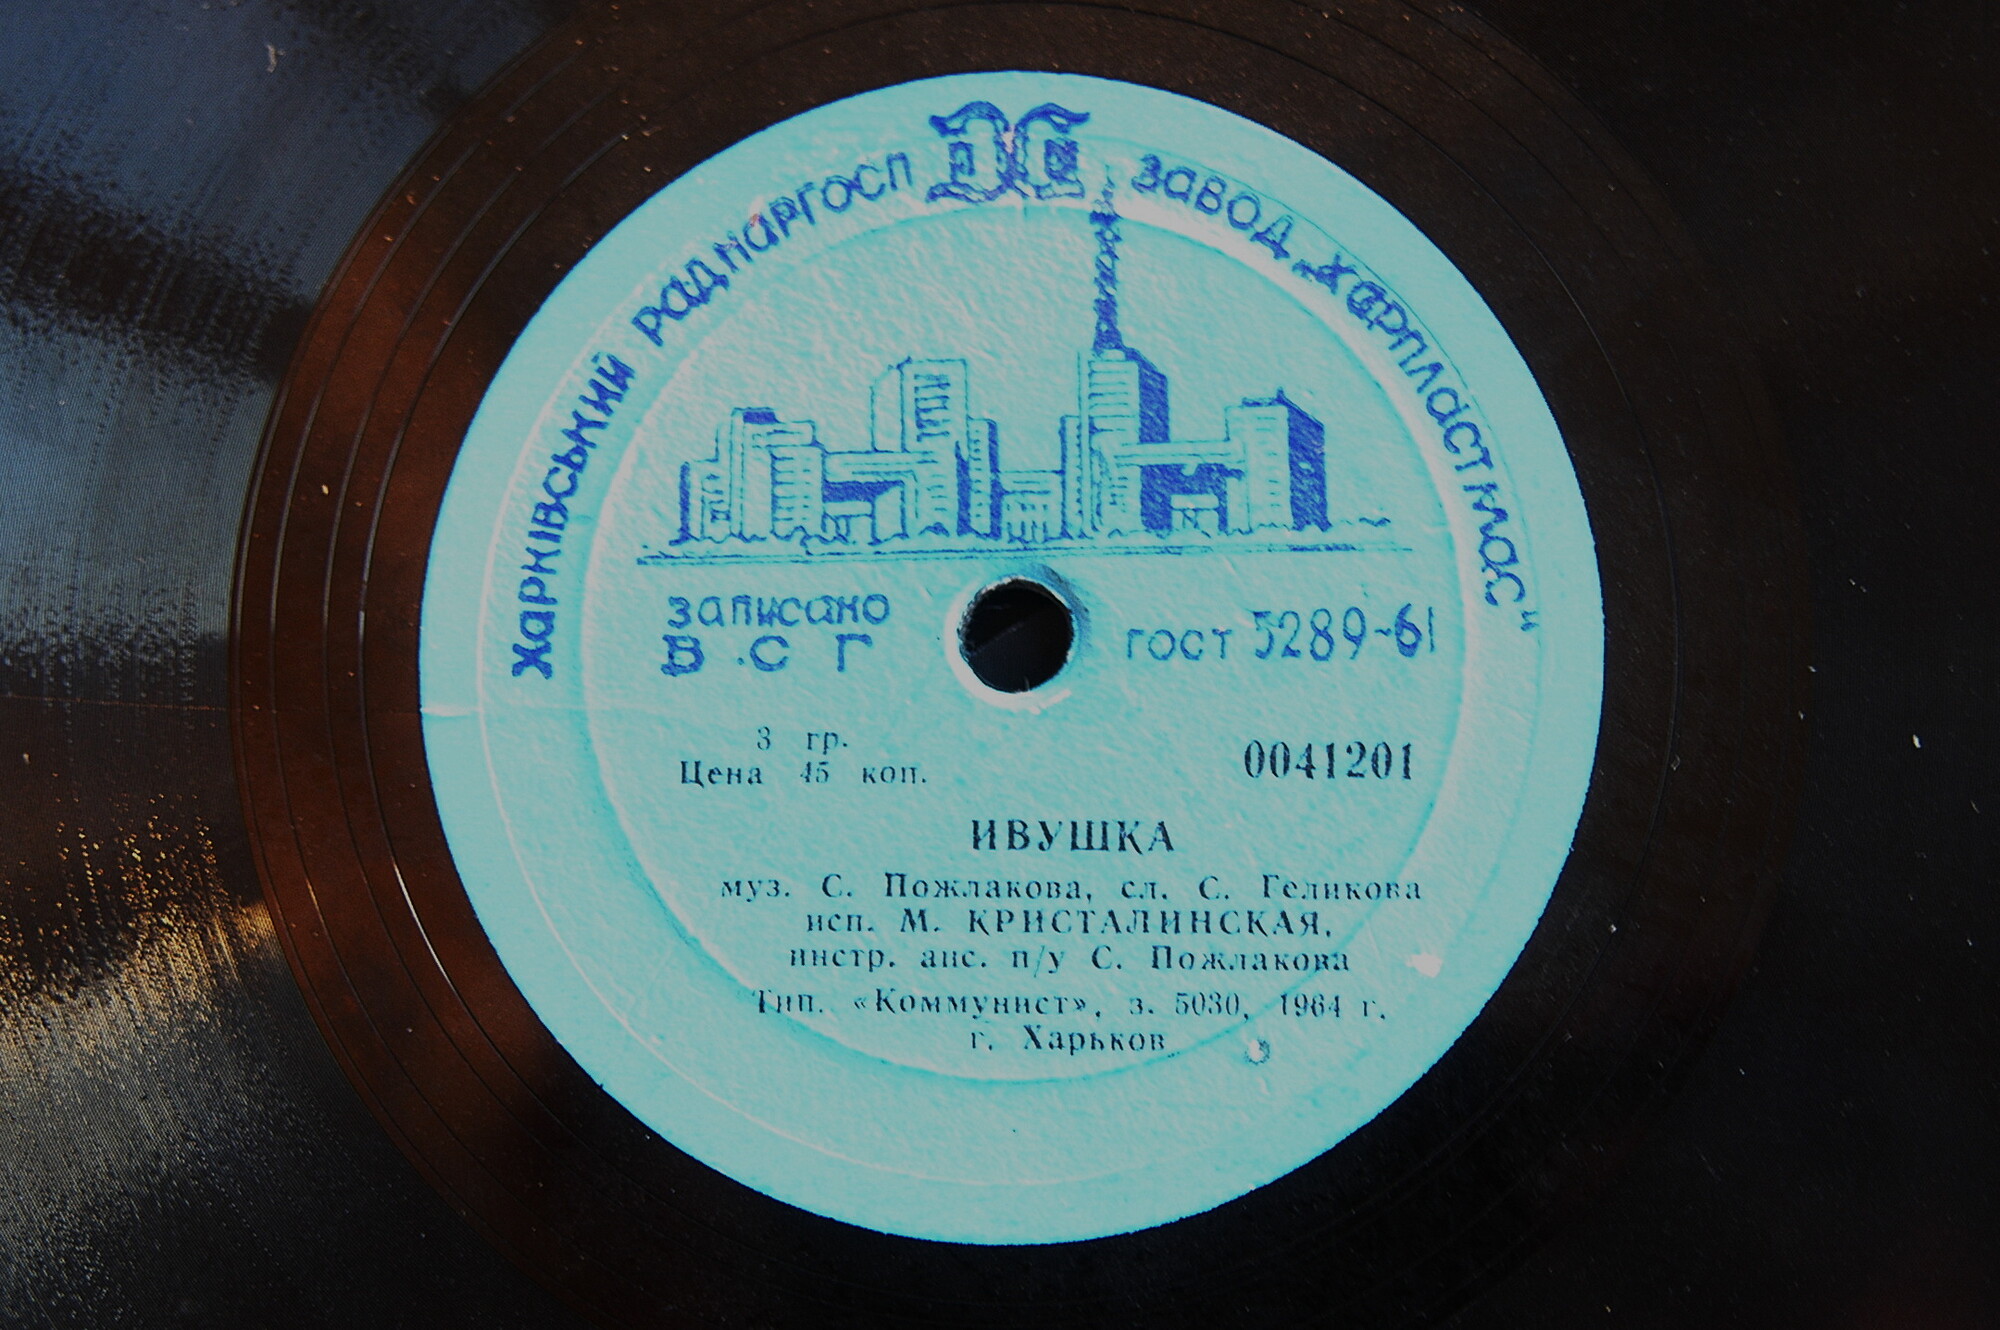 Харківський раднаргосп завод „Харпластмас"
записано
В С Г
гост 5289-61
3 гр.
Цена 45 коп.
0041201
ИВУШКА
муз. С. Пожлакова, сл. С. Геликова
исп. М. КРИСТАЛИНСКАЯ,
инстр. анс. п/у С. Пожлакова
Тип. «Коммунист», з. 5030, 1964 г.
г. Харьков